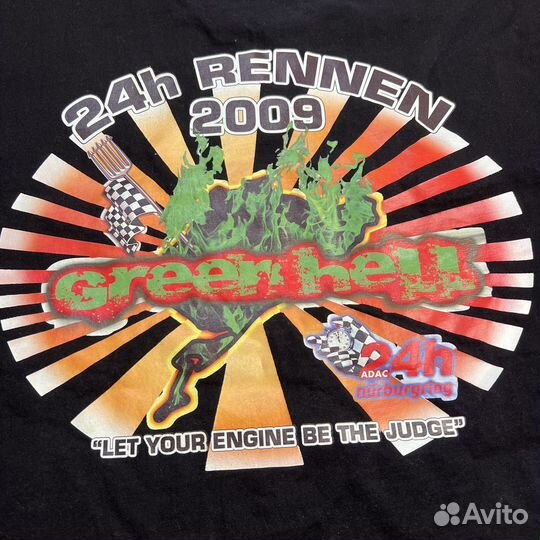 24h RENNEN
2009
Green hell
ADAC 24h
nürburgring
"LET YOUR ENGINE BE THE JUDGE"
Avito